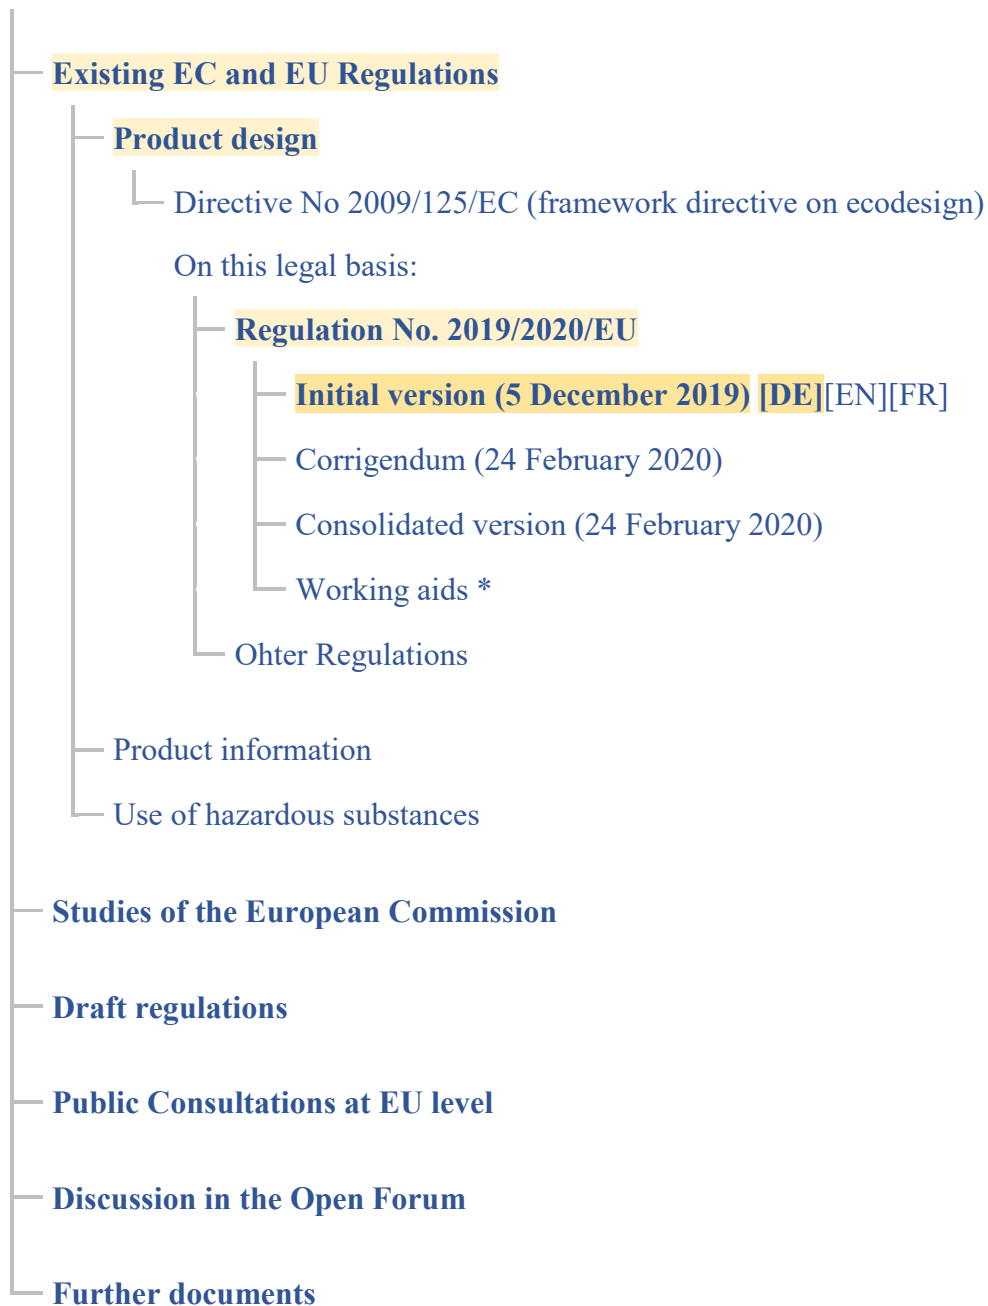 Existing EC and EU Regulations
Product design
Directive No 2009/125/EC (framework directive on ecodesign)
On this legal basis:
Regulation No. 2019/2020/EU
Initial version (5 December 2019) [DE][EN][FR]
Corrigendum (24 February 2020)
Consolidated version (24 February 2020)
Working aids *
Ohter Regulations
Product information
Use of hazardous substances
Studies of the European Commission
Draft regulations
Public Consultations at EU level
Discussion in the Open Forum
Further documents